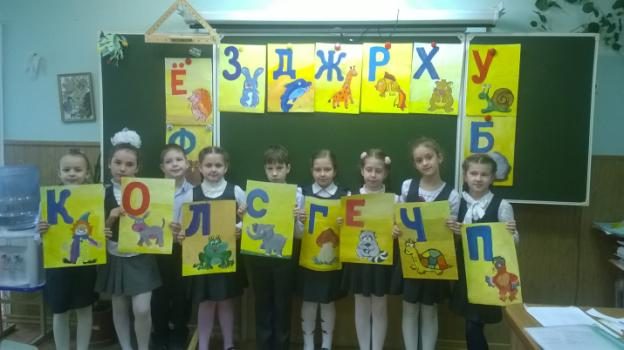 Ё З Д Ж Р Х У
Ф Б
К О Л С Г Е Ч П